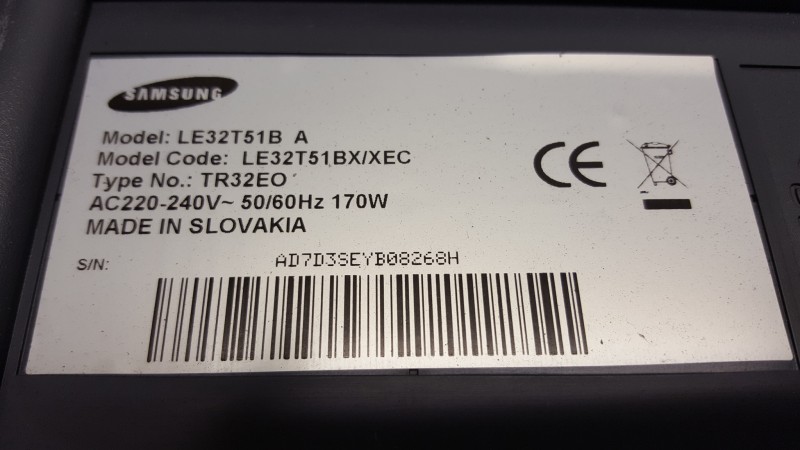 SAMSUNG
Model: LE32T51B A
Model Code: LE32T51BX/XEC
Type No.: TR32EO
AC220-240V~ 50/60Hz 170W
MADE IN SLOVAKIA
CE
S/N: AD7D3SEYB08268H